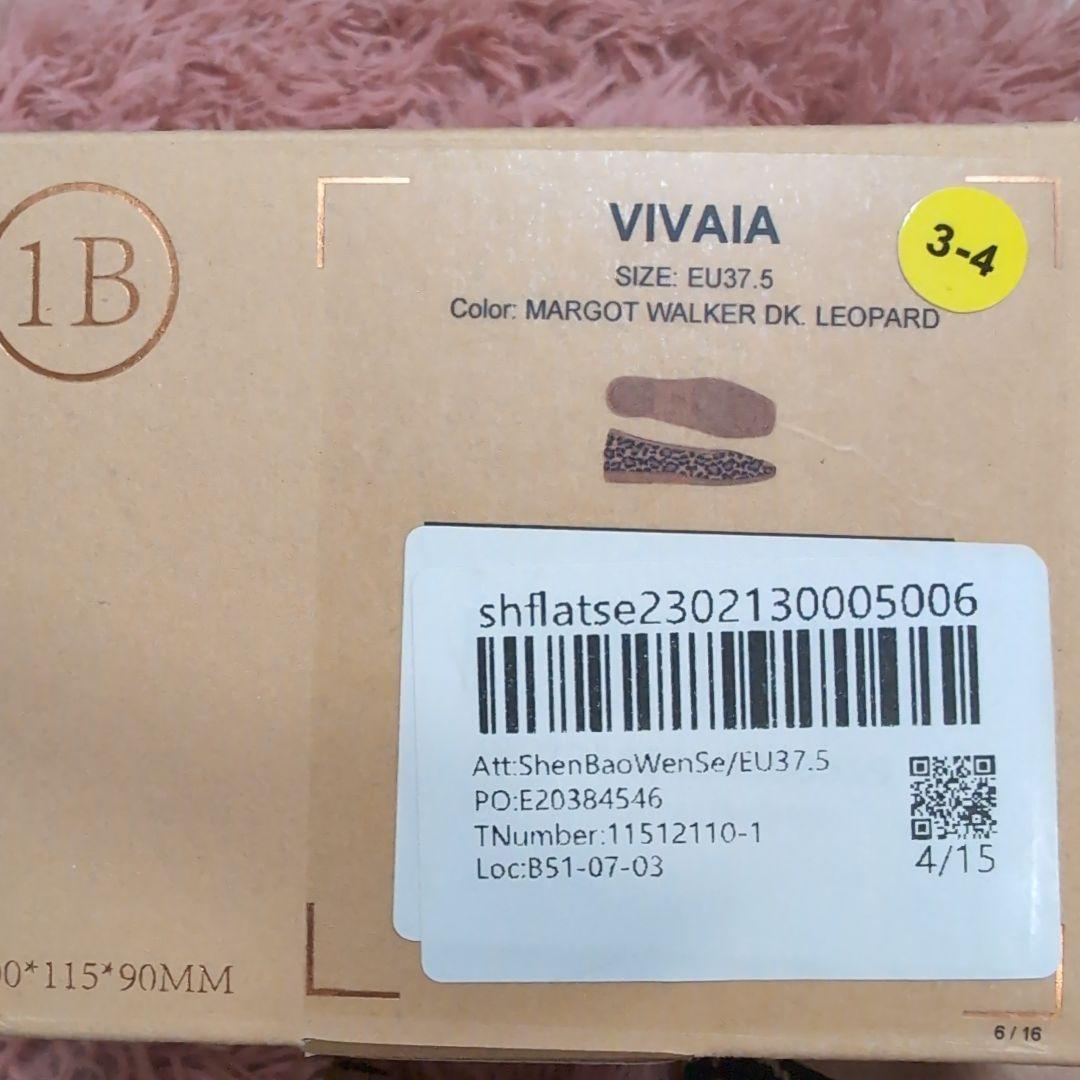 1B
VIVAIA
3-4
SIZE: EU37.5
Color: MARGOT WALKER DK. LEOPARD
shflatse2302130005006
Att:ShenBaoWenSe/EU37.5
PO:E20384546
TNumber:11512110-1
Loc:B51-07-03
4/15
0*115*90MM
6 / 16